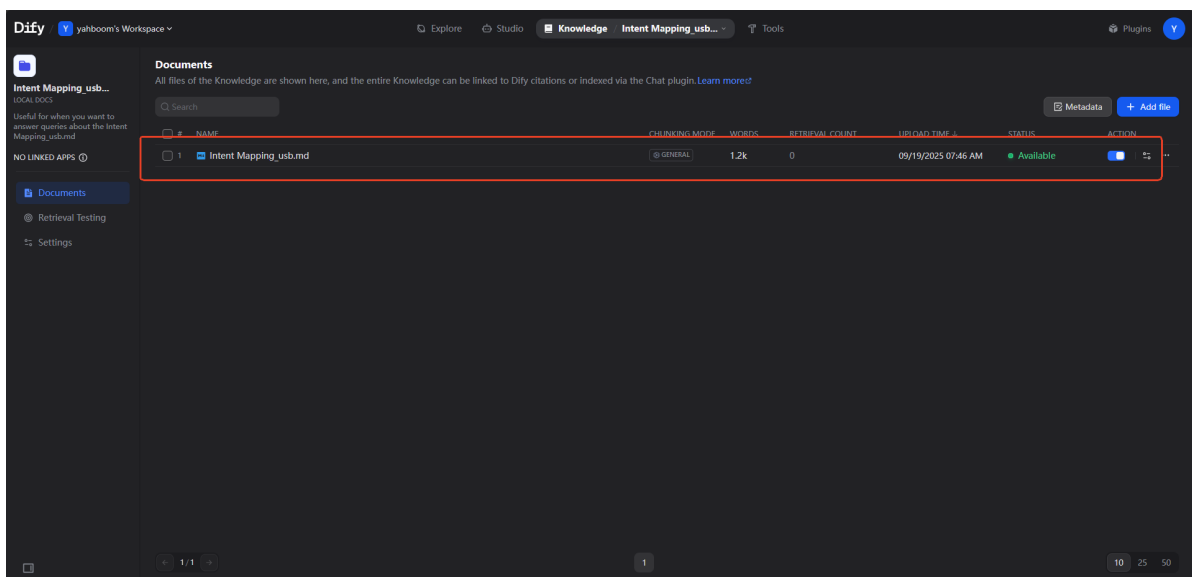 Dify / Y yahboom's Workspace
Explore Studio Knowledge / Intent Mapping_usb... Tools
Plugins Y
Intent Mapping_usb...
LOCAL DOCS
Useful for when you want to
answer queries about the Intent
Mapping_usb.md
NO LINKED APPS
Documents
Retrieval Testing
Settings
Documents
All files of the Knowledge are shown here, and the entire Knowledge can be linked to Dify citations or indexed via the Chat plugin. Learn more
Search
Metadata + Add file
# NAME CHUNKING MODE WORDS RETRIEVAL COUNT UPLOAD TIME ↓ STATUS ACTION
1 Intent Mapping_usb.md GENERAL 1.2k 0 09/19/2025 07:46 AM Available ...
← 1/1 → 1 10 25 50